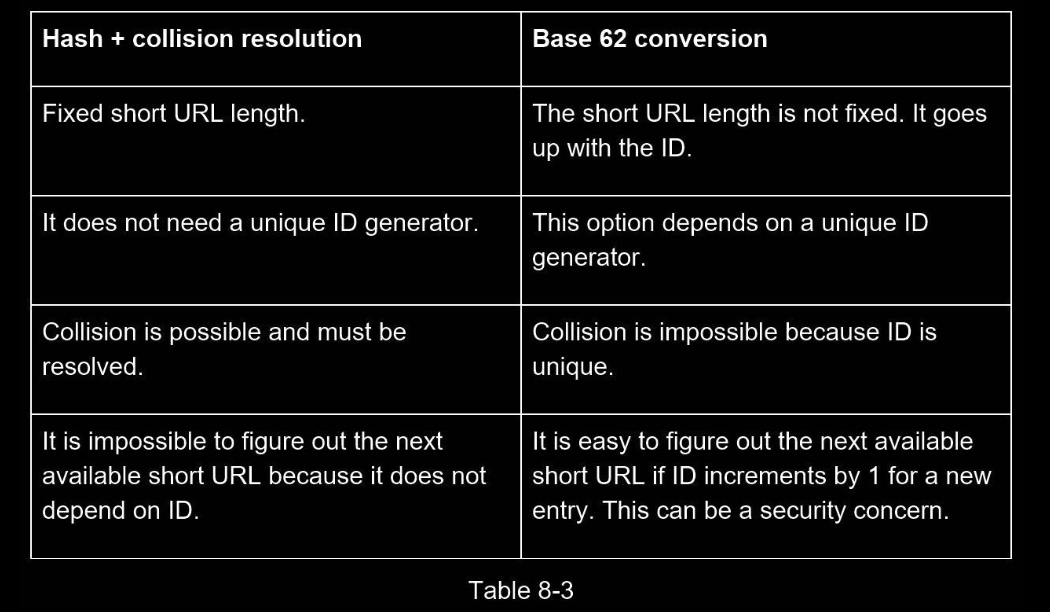 Hash + collision resolution
Base 62 conversion
Fixed short URL length.
The short URL length is not fixed. It goes
up with the ID.
It does not need a unique ID generator.
This option depends on a unique ID
generator.
Collision is possible and must be
resolved.
Collision is impossible because ID is
unique.
It is impossible to figure out the next
available short URL because it does not
depend on ID.
It is easy to figure out the next available
short URL if ID increments by 1 for a new
entry. This can be a security concern.
Table 8-3